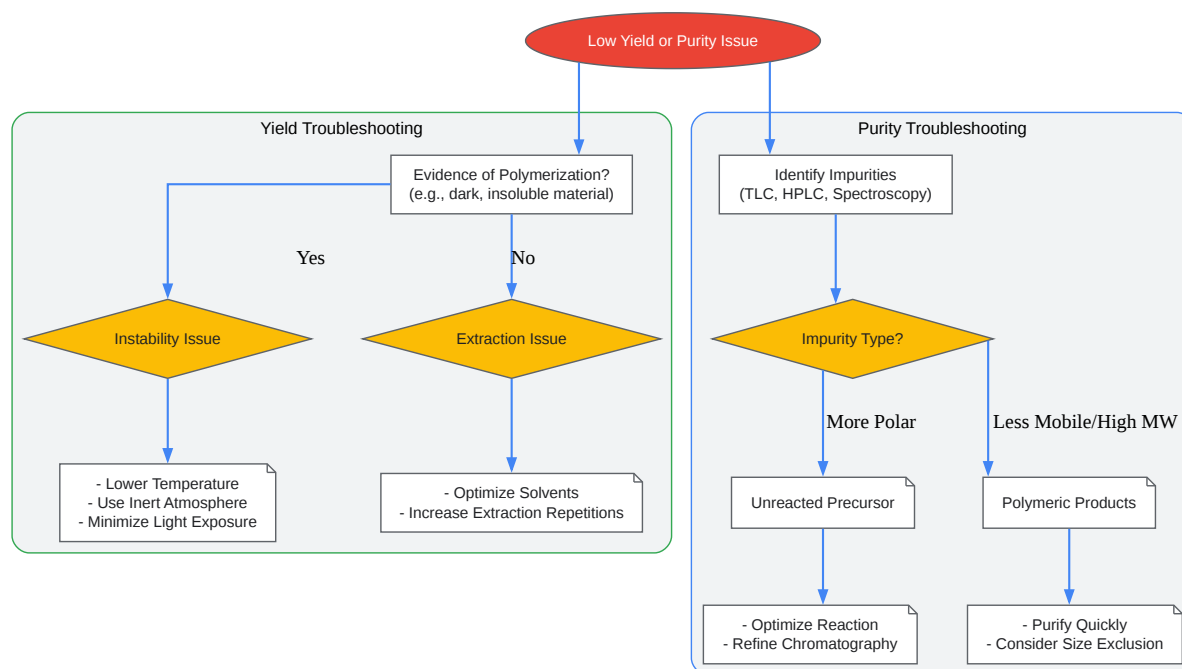 Low Yield or Purity Issue
Yield Troubleshooting
Evidence of Polymerization?
(e.g., dark, insoluble material)
Yes
No
Instability Issue
Extraction Issue
- Lower Temperature
- Use Inert Atmosphere
- Minimize Light Exposure
- Optimize Solvents
- Increase Extraction Repetitions
Purity Troubleshooting
Identify Impurities
(TLC, HPLC, Spectroscopy)
Impurity Type?
More Polar
Less Mobile/High MW
Unreacted Precursor
Polymeric Products
- Optimize Reaction
- Refine Chromatography
- Purify Quickly
- Consider Size Exclusion